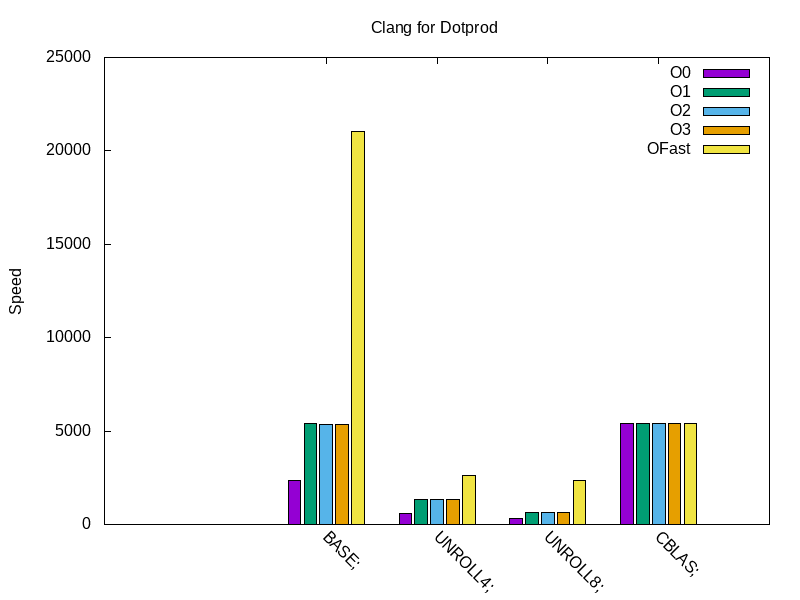 Clang for Dotprod
25000
20000
15000
10000
5000
0
Speed
O0
O1
O2
O3
OFast
BASE;
UNROLL4;
UNROLL8;
CBLAS;